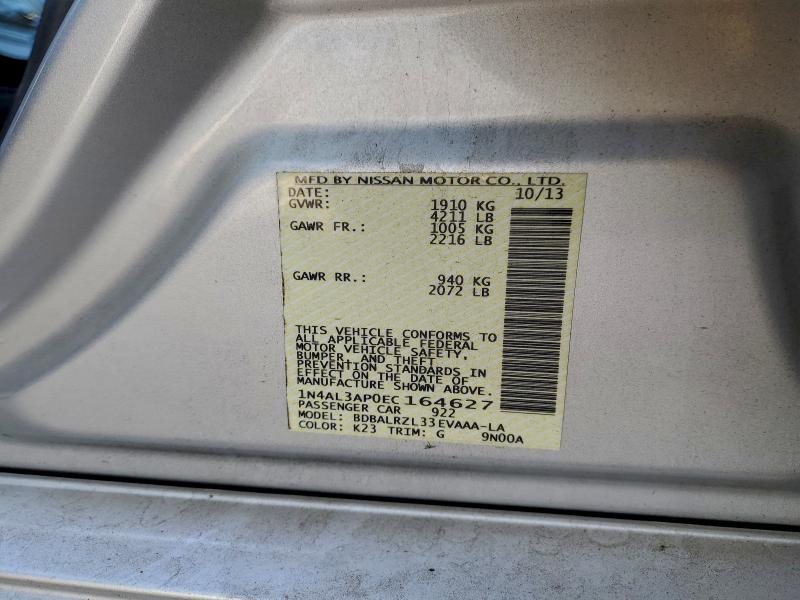 MFD BY NISSAN MOTOR CO., LTD.
DATE: 10/13
GVWR: 1910 KG
4211 LB
GAWR FR.: 1005 KG
2216 LB
GAWR RR.: 940 KG
2072 LB
THIS VEHICLE CONFORMS TO
ALL APPLICABLE FEDERAL
MOTOR VEHICLE SAFETY,
BUMPER, AND THEFT
PREVENTION STANDARDS IN
EFFECT ON THE DATE OF
MANUFACTURE SHOWN ABOVE.
1N4AL3AP0EC164627
PASSENGER CAR 922
MODEL: BDBALRZL33EVAAA-LA
COLOR: K23 TRIM: G 9N00A